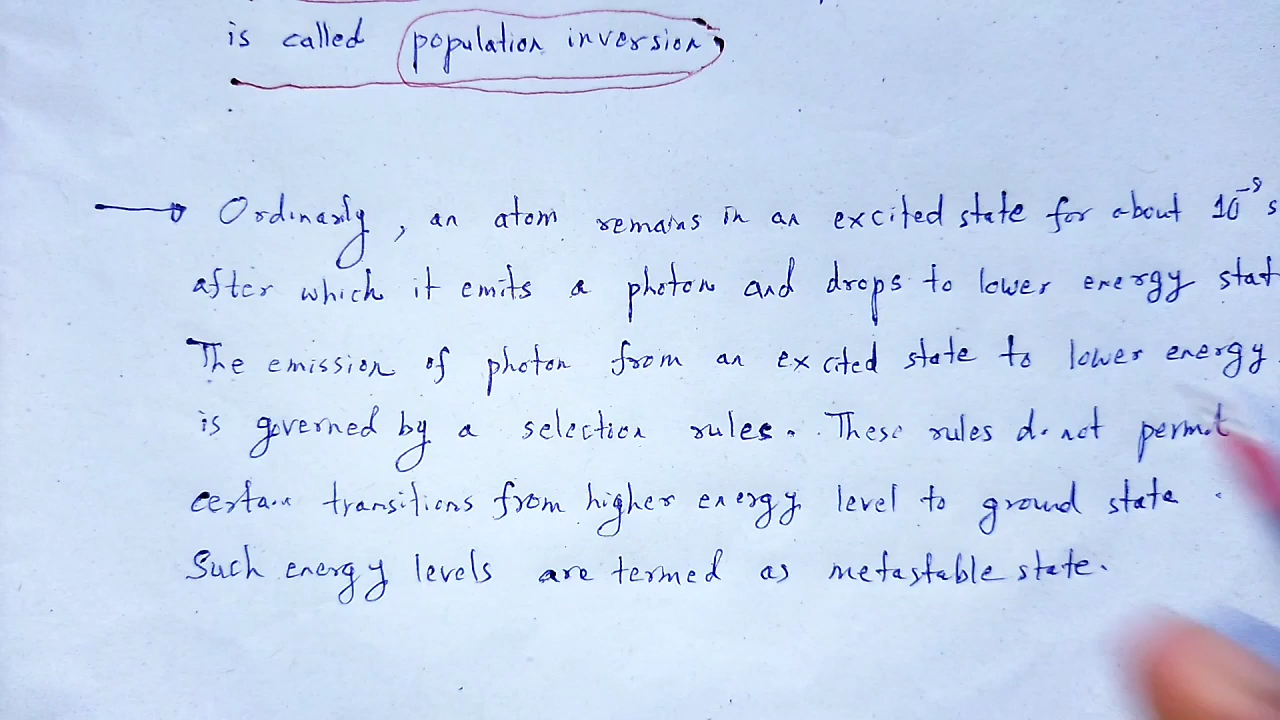 is called population inversion,
→ Ordinarily, an atom remains in an excited state for about 10⁻⁸ s
after which it emits a photon and drops to lower energy stat
The emission of photon from an excited state to lower energy
is governed by a selection rules. These rules do not permit
certain transitions from higher energy level to ground state.
Such energy levels are termed as metastable state.